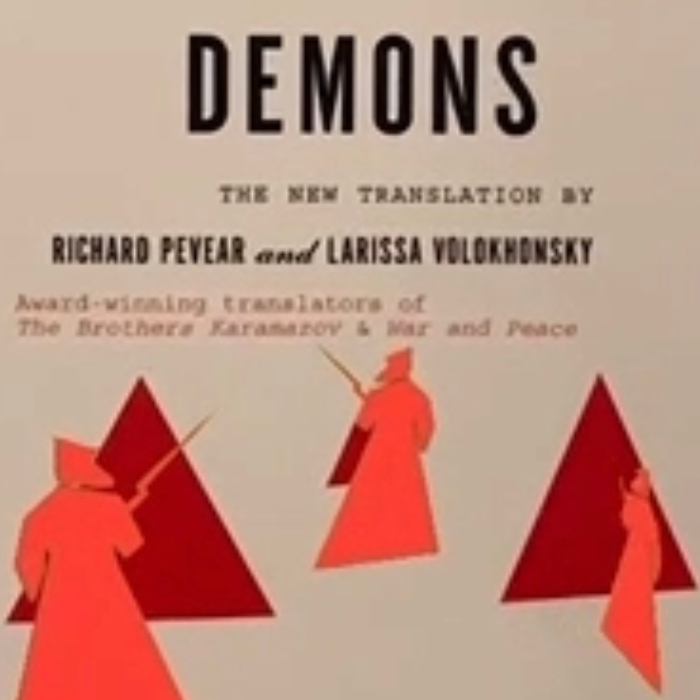 DEMONS
THE NEW TRANSLATION BY
RICHARD PEVEAR and LARISSA VOLOKHONSKY
Award-winning translators of
The Brothers Karamazov & War and Peace